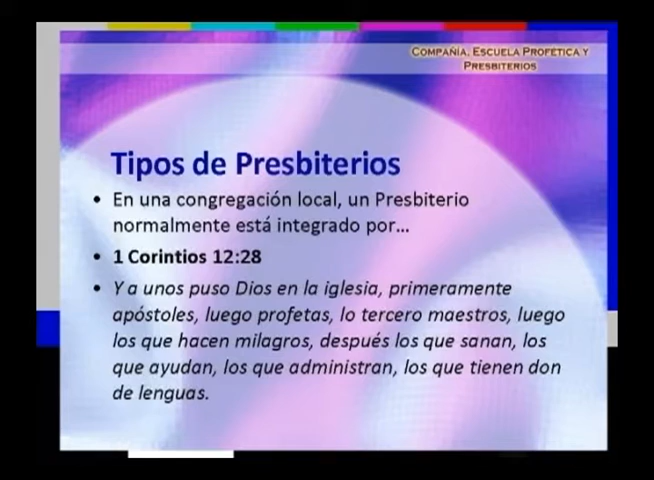 COMPAÑÍA, ESCUELA PROFÉTICA Y
PRESBITERIOS
Tipos de Presbiterios
• En una congregación local, un Presbiterio
normalmente está integrado por...
• 1 Corintios 12:28
• Y a unos puso Dios en la iglesia, primeramente
apóstoles, luego profetas, lo tercero maestros, luego
los que hacen milagros, después los que sanan, los
que ayudan, los que administran, los que tienen don
de lenguas.